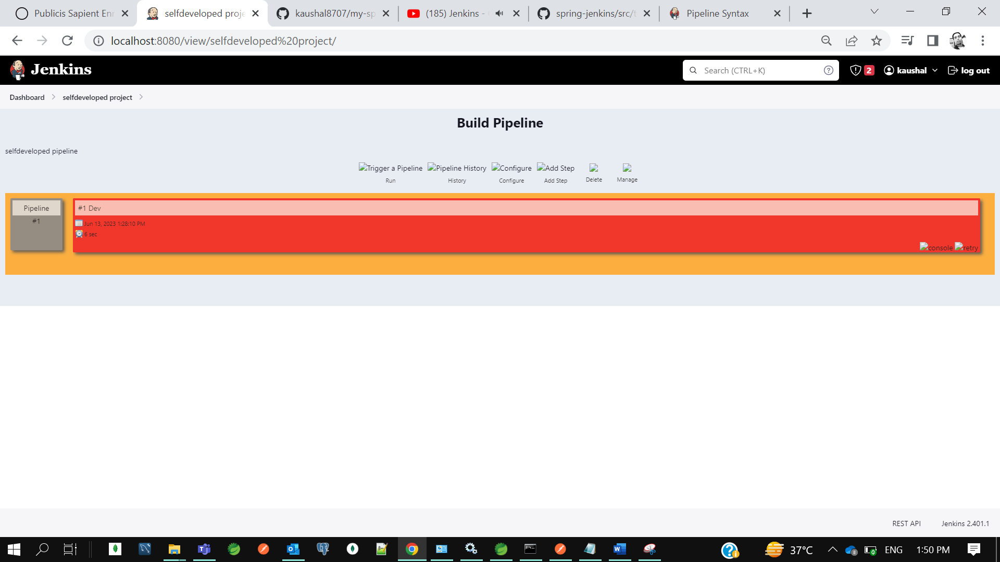 Publicis Sapient Enr
selfdeveloped proje
kaushal8707/my-sp
(185) Jenkins -
spring-jenkins/src/t
Pipeline Syntax
localhost:8080/view/selfdeveloped%20project/
Jenkins
Search (CTRL+K)
?
2
kaushal
log out
Dashboard
selfdeveloped project
Build Pipeline
selfdeveloped pipeline
Trigger a Pipeline
Pipeline History
Configure
Add Step
Run
History
Configure
Add Step
Delete
Manage
Pipeline
#1
#1 Dev
Jun 13, 2023 1:28:10 PM
6 sec
console
retry
REST API
Jenkins 2.401.1
37°C
ENG
1:50 PM